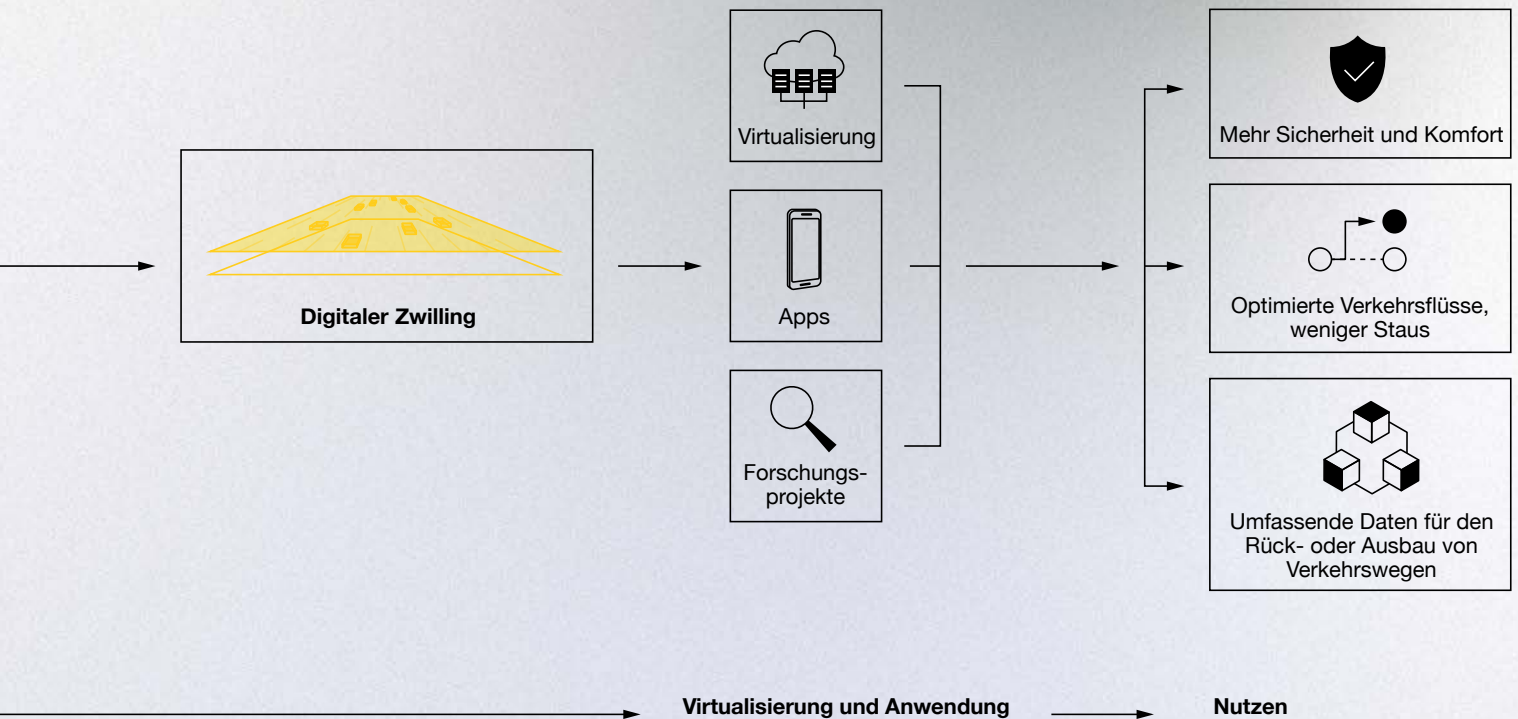 Digitaler Zwilling
Virtualisierung
Apps
Forschungs-
projekte
Mehr Sicherheit und Komfort
Optimierte Verkehrsflüsse,
weniger Staus
Umfassende Daten für den
Rück- oder Ausbau von
Verkehrswegen
Virtualisierung und Anwendung
Nutzen